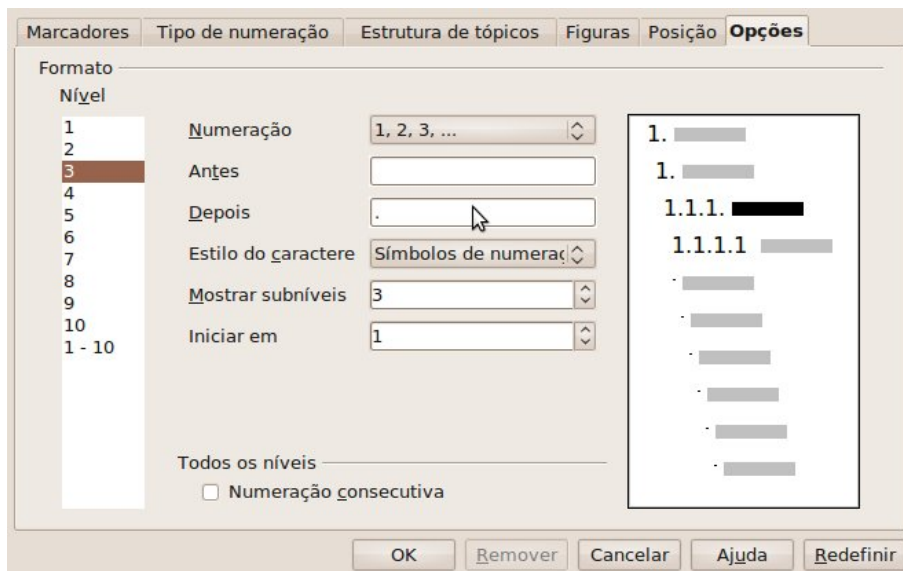 Marcadores Tipo de numeração Estrutura de tópicos Figuras Posição Opções
Formato
Nível
1
2
3
4
5
6
7
8
9
10
1 - 10
Numeração 1, 2, 3, ...
Antes
Depois .
Estilo do caractere Símbolos de numeraç
Mostrar subníveis 3
Iniciar em 1
Todos os níveis
Numeração consecutiva
1.
1.
1.1.1.
1.1.1.1
OK Remover Cancelar Ajuda Redefinir